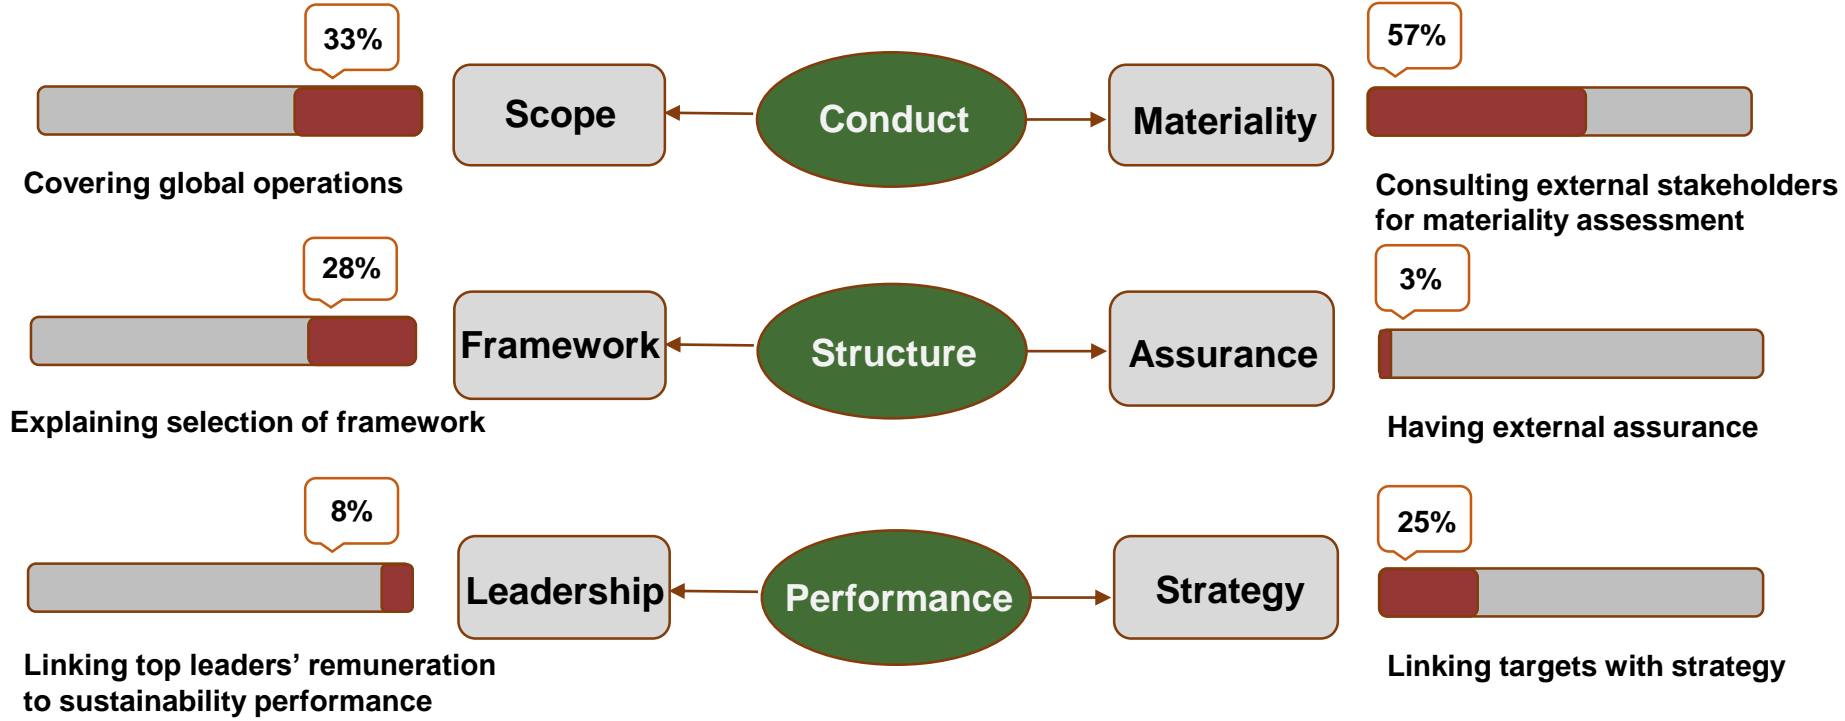 33%
Scope
Conduct
Materiality
57%
Covering global operations
Consulting external stakeholders
for materiality assessment
28%
Framework
Structure
Assurance
3%
Explaining selection of framework
Having external assurance
8%
Leadership
Performance
Strategy
25%
Linking top leaders’ remuneration
to sustainability performance
Linking targets with strategy